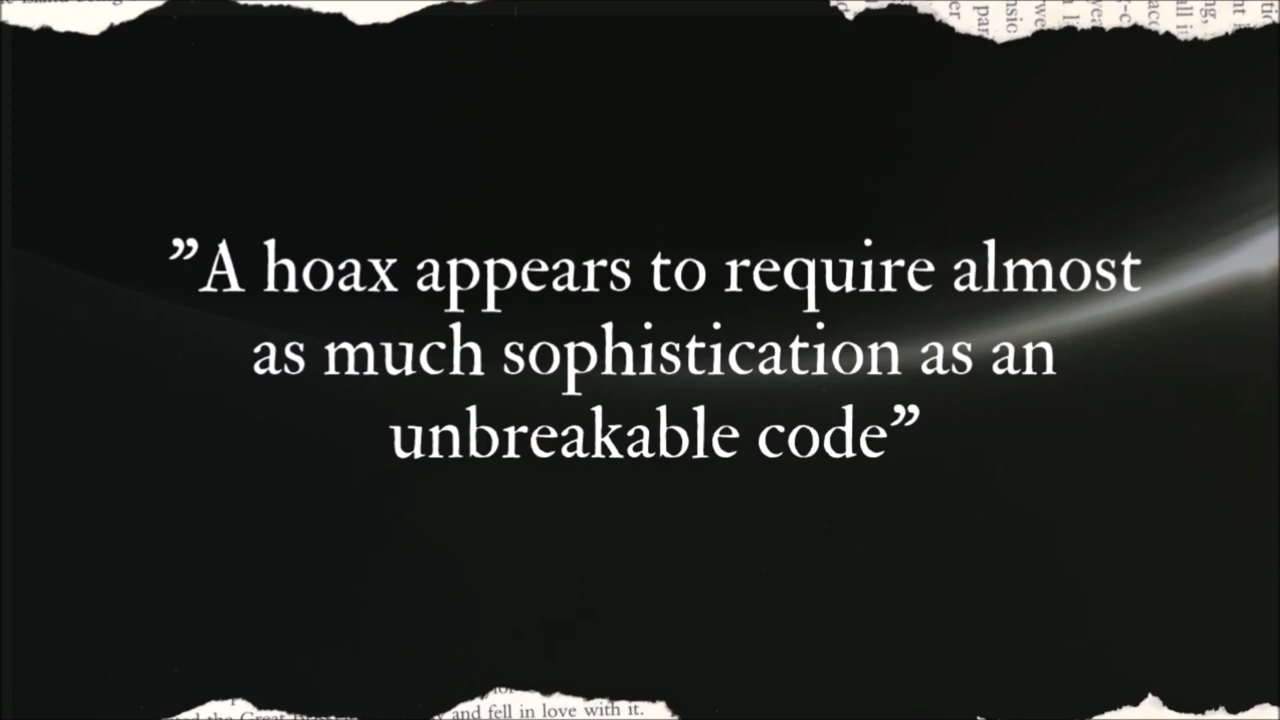 ”A hoax appears to require almost
as much sophistication as an
unbreakable code”
and fell in love with it.